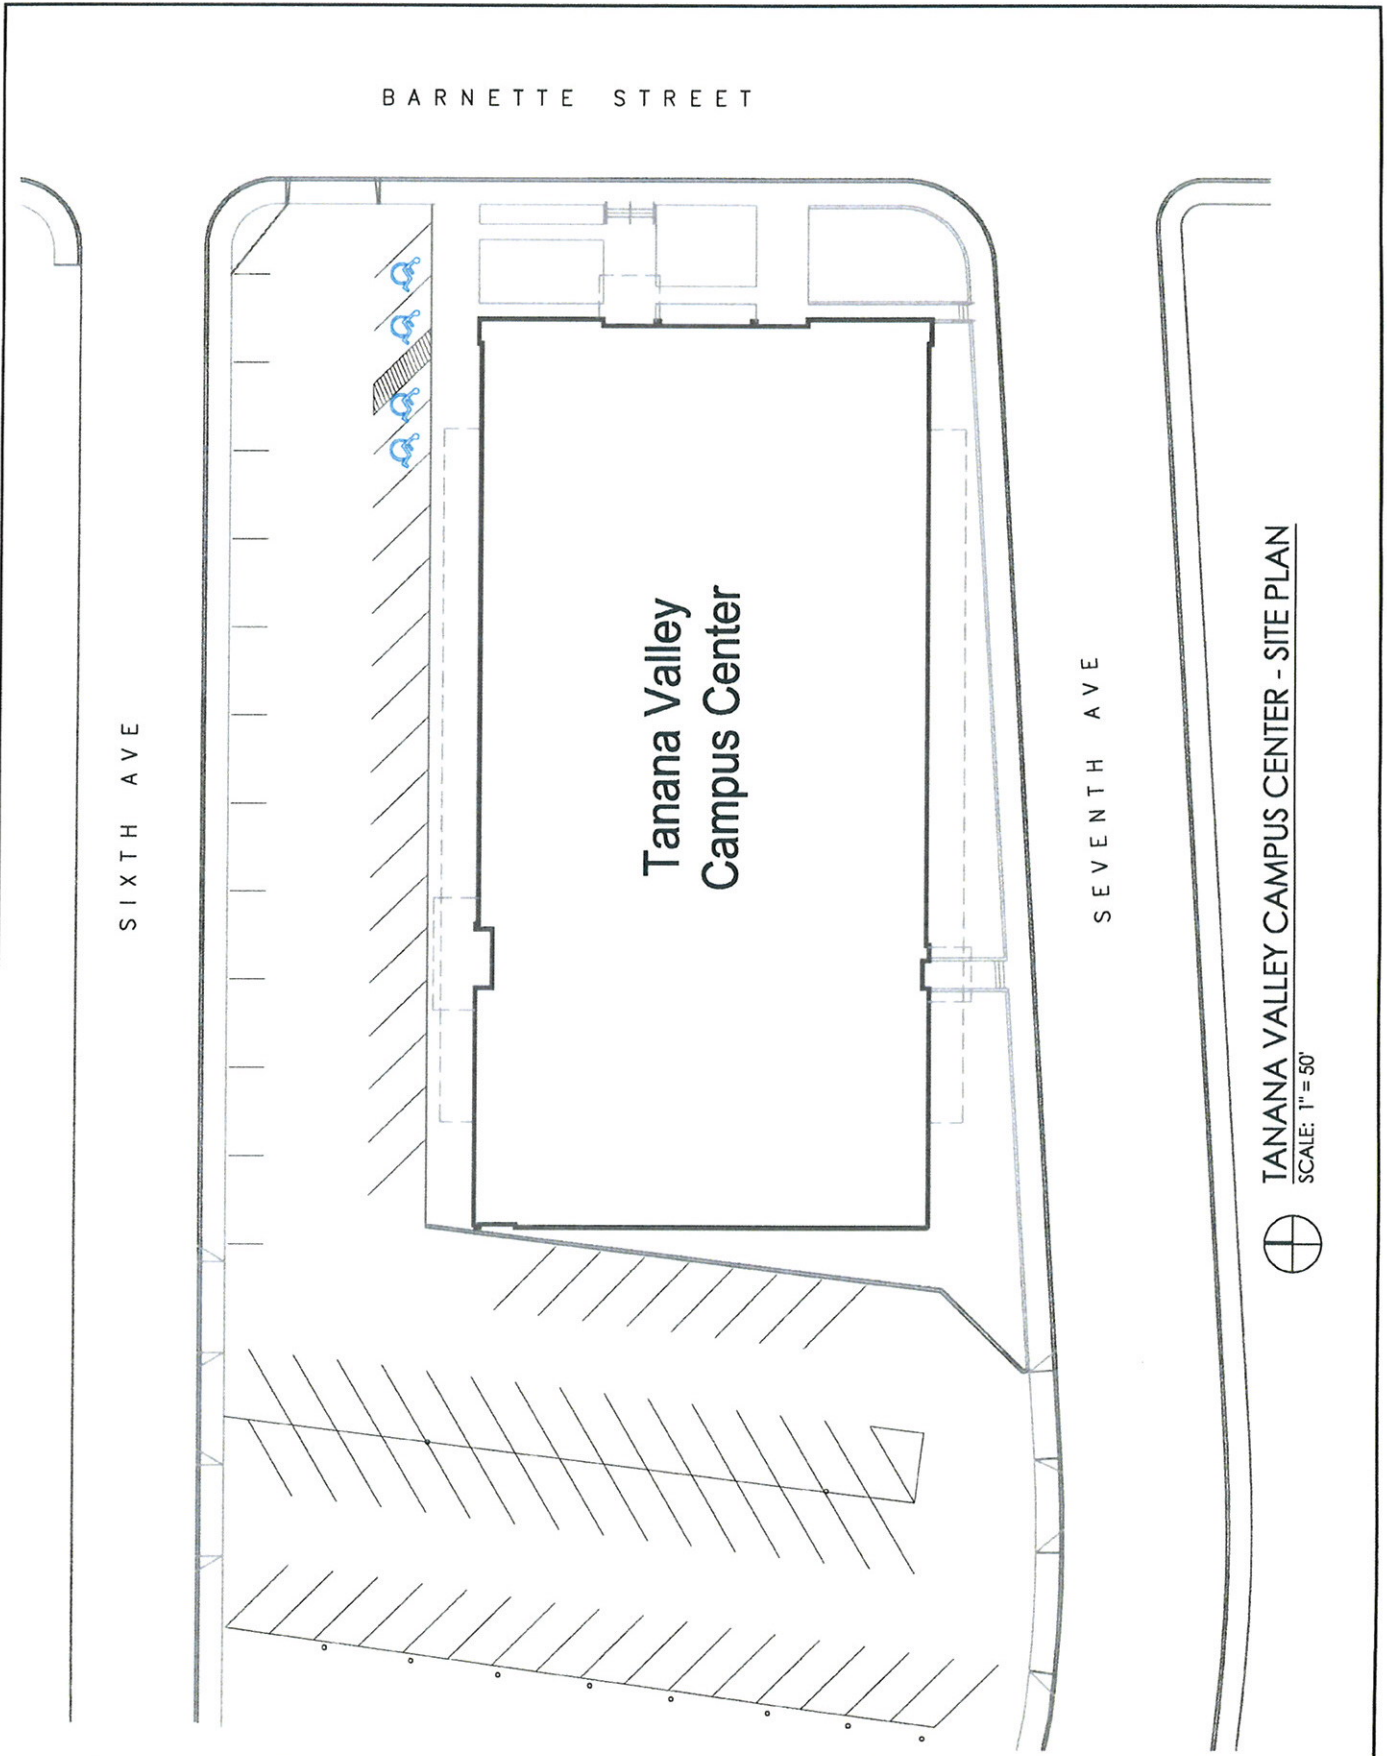 BARNETTE STREET
SIXTH AVE
Tanana Valley
Campus Center
SEVENTH AVE
TANANA VALLEY CAMPUS CENTER - SITE PLAN
SCALE: 1" = 50'